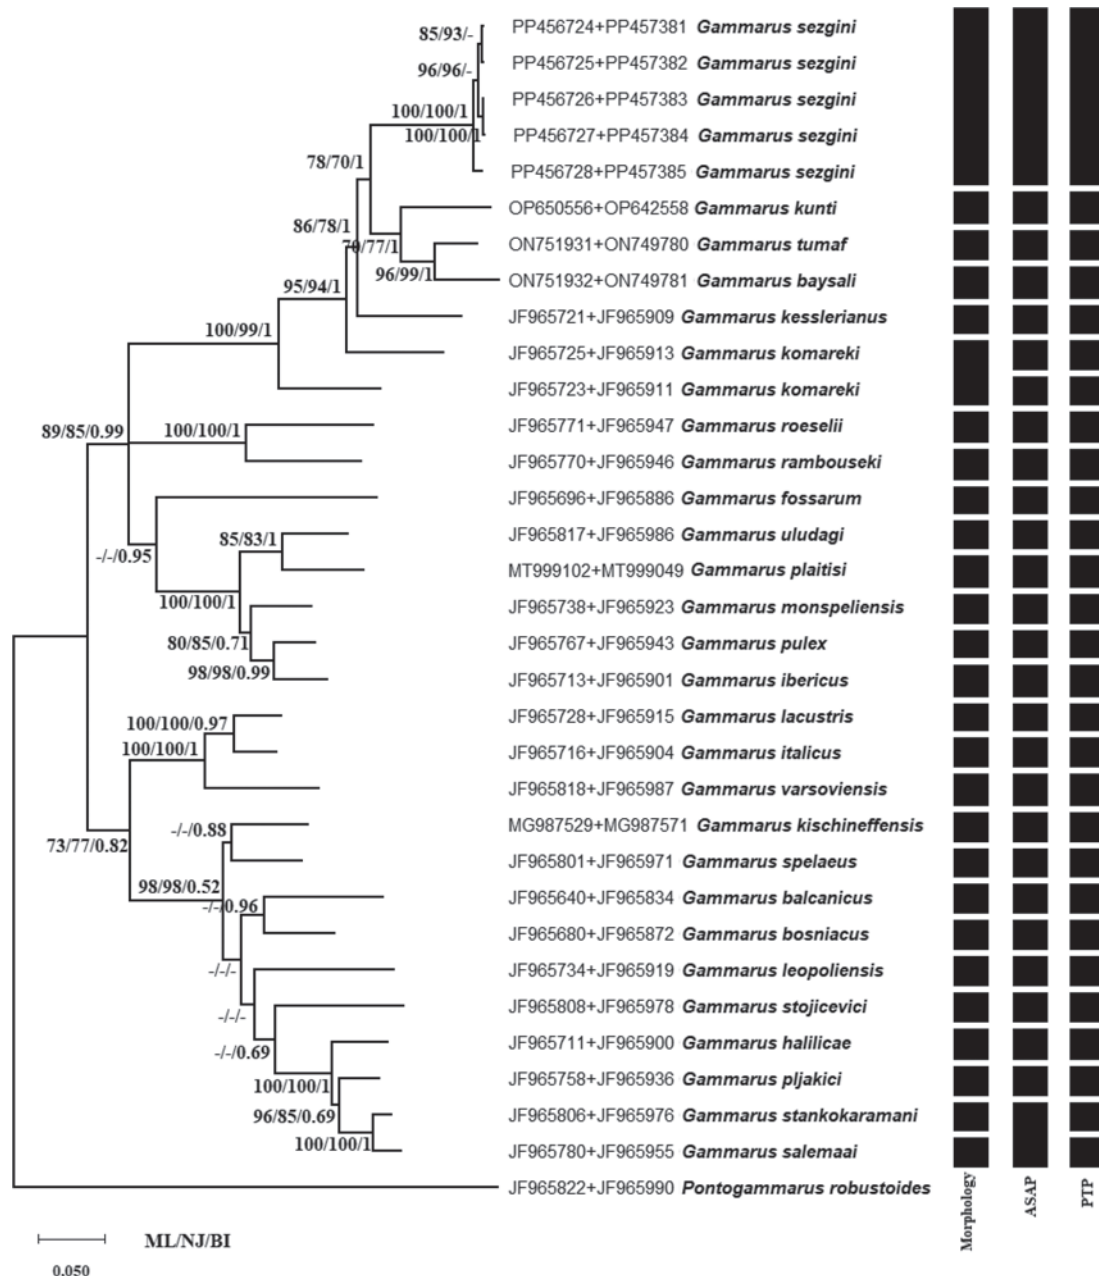 85/93/-
PP456724+PP457381 Gammarus sezgini
96/96/-
PP456725+PP457382 Gammarus sezgini
100/100/1
PP456726+PP457383 Gammarus sezgini
100/100/1
PP456727+PP457384 Gammarus sezgini
78/70/1
PP456728+PP457385 Gammarus sezgini
OP650556+OP642558 Gammarus kunti
86/78/1
70/77/1
ON751931+ON749780 Gammarus tumaf
96/99/1
ON751932+ON749781 Gammarus baysali
95/94/1
JF965721+JF965909 Gammarus kesslerianus
100/99/1
JF965725+JF965913 Gammarus komareki
JF965723+JF965911 Gammarus komareki
89/85/0.99
100/100/1
JF965771+JF965947 Gammarus roeselii
JF965770+JF965946 Gammarus rambouseki
JF965696+JF965886 Gammarus fossarum
85/83/1
JF965817+JF965986 Gammarus uludagi
-/-/0.95
MT999102+MT999049 Gammarus plaitisi
100/100/1
JF965738+JF965923 Gammarus monspeliensis
80/85/0.71
JF965767+JF965943 Gammarus pulex
98/98/0.99
JF965713+JF965901 Gammarus ibericus
100/100/0.97
JF965728+JF965915 Gammarus lacustris
100/100/1
JF965716+JF965904 Gammarus italicus
JF965818+JF965987 Gammarus varsoviensis
73/77/0.82
-/-/0.88
MG987529+MG987571 Gammarus kischineffensis
JF965801+JF965971 Gammarus spelaeus
98/98/0.52
-/-/0.96
JF965640+JF965834 Gammarus balcanicus
JF965680+JF965872 Gammarus bosniacus
-/-/-
JF965734+JF965919 Gammarus leopoliensis
-/-/-
JF965808+JF965978 Gammarus stojicevici
-/-/0.69
JF965711+JF965900 Gammarus halilicae
100/100/1
JF965758+JF965936 Gammarus pljakici
96/85/0.69
JF965806+JF965976 Gammarus stankokaramani
100/100/1
JF965780+JF965955 Gammarus salemaai
JF965822+JF965990 Pontogammarus robustoides
Morphology
ASAP
PTP
ML/NJ/BI
0.050